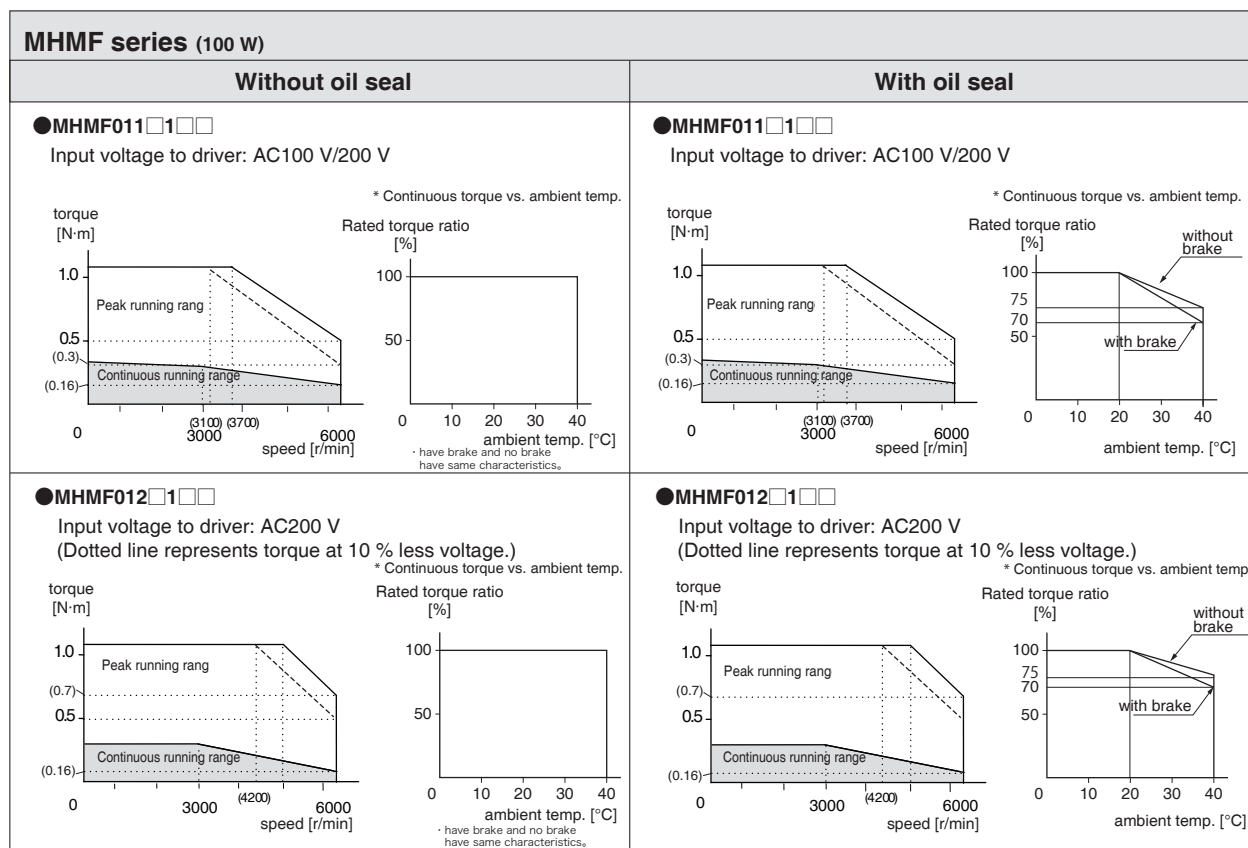 MHMF series (100 W)
Without oil seal
With oil seal
●MHMF011□1□□
Input voltage to driver: AC100 V/200 V
* Continuous torque vs. ambient temp.
torque
[N·m]
1.0
0.5
(0.3)
(0.16)
Peak running rang
Continuous running range
0
(3100)
(3700)
3000
6000
speed [r/min]
Rated torque ratio
[%]
100
50
0
10
20
30
40
ambient temp. [°C]
· have brake and no brake
have same characteristics。
●MHMF011□1□□
Input voltage to driver: AC100 V/200 V
* Continuous torque vs. ambient temp.
torque
[N·m]
1.0
0.5
(0.3)
(0.16)
Peak running rang
Continuous running range
0
(3100)
(3700)
3000
6000
speed [r/min]
Rated torque ratio
[%]
without
brake
100
75
70
50
with brake
0
10
20
30
40
ambient temp. [°C]
●MHMF012□1□□
Input voltage to driver: AC200 V
(Dotted line represents torque at 10 % less voltage.)
* Continuous torque vs. ambient temp.
torque
[N·m]
1.0
(0.7)
0.5
(0.16)
Peak running rang
Continuous running range
0
3000
(4200)
6000
speed [r/min]
Rated torque ratio
[%]
100
50
0
10
20
30
40
ambient temp. [°C]
· have brake and no brake
have same characteristics。
●MHMF012□1□□
Input voltage to driver: AC200 V
(Dotted line represents torque at 10 % less voltage.)
* Continuous torque vs. ambient temp
torque
[N·m]
1.0
(0.7)
0.5
(0.16)
Peak running rang
Continuous running range
0
3000
(4200)
6000
speed [r/min]
Rated torque ratio
[%]
without
brake
100
75
70
50
with brake
0
10
20
30
40
ambient temp. [°C]